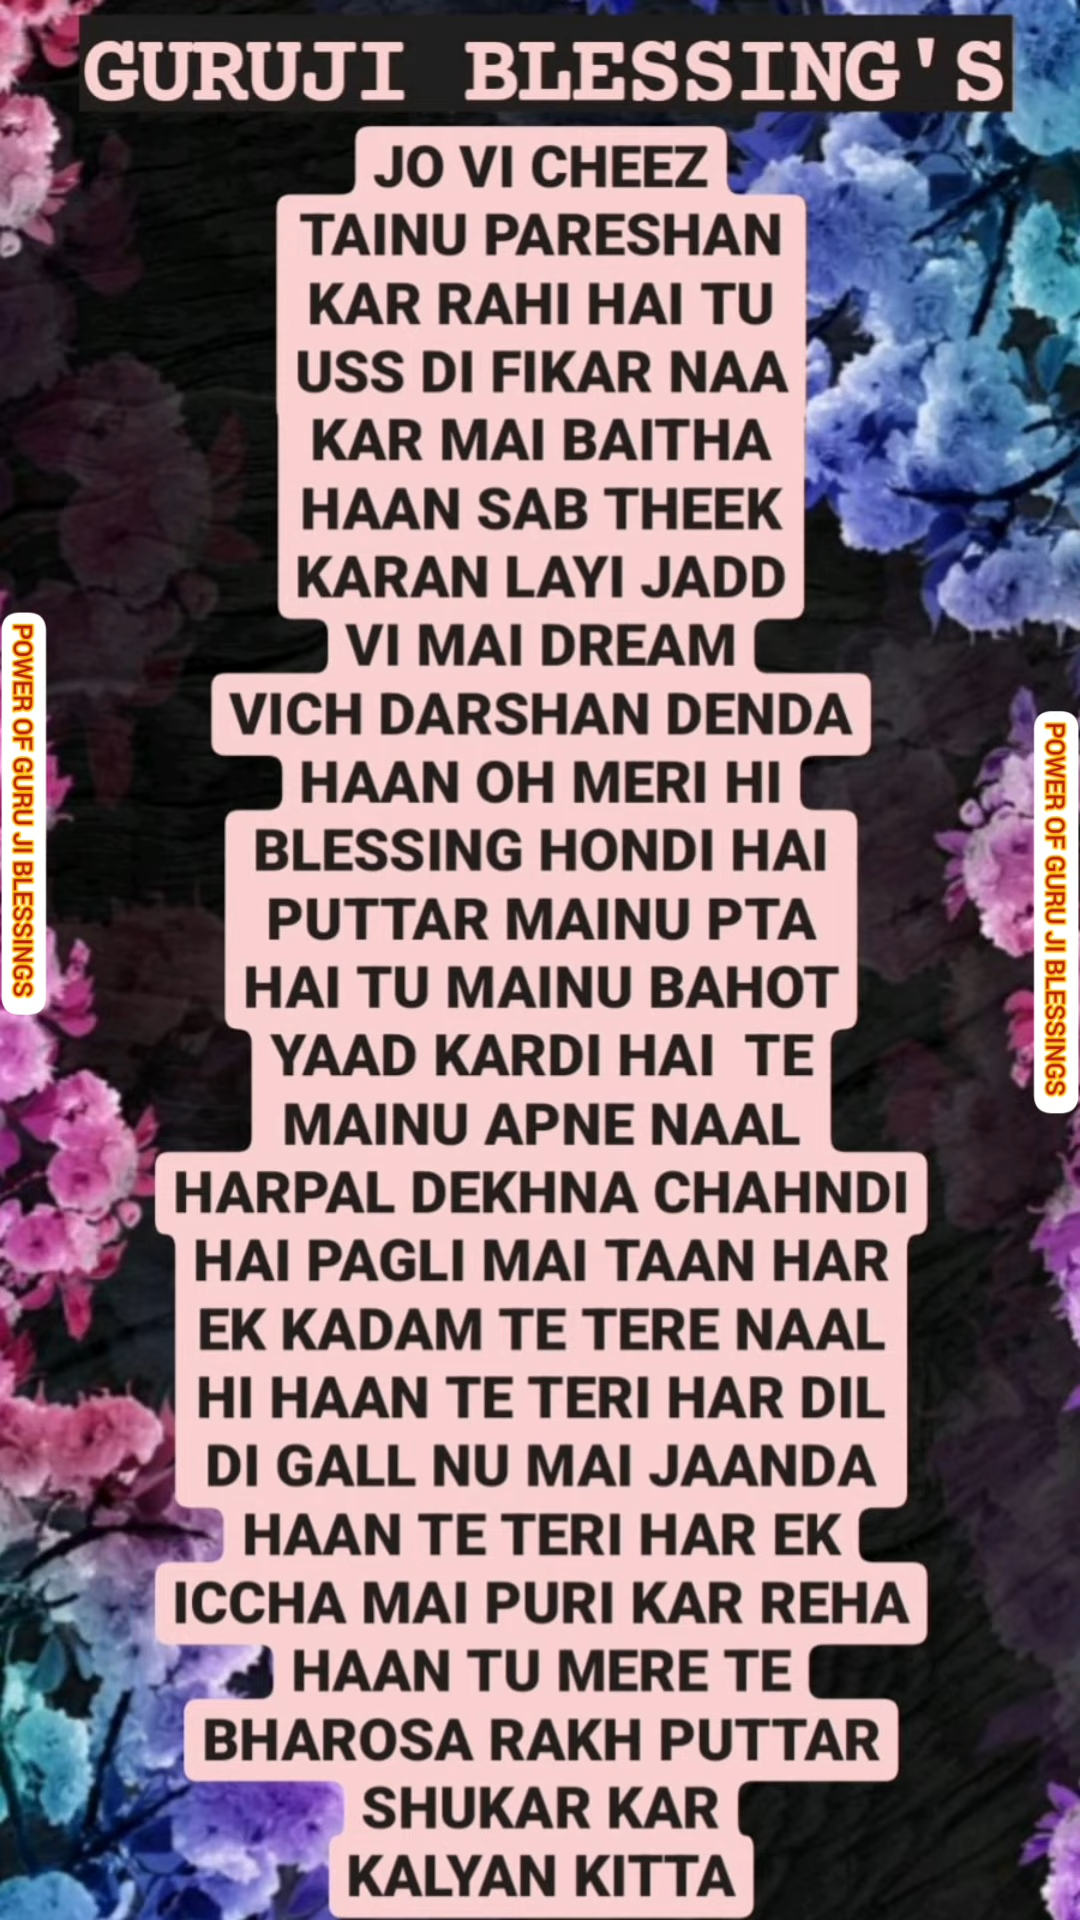 GURUJI BLESSING'S
JO VI CHEEZ
TAINU PARESHAN
KAR RAHI HAI TU
USS DI FIKAR NAA
KAR MAI BAITHA
HAAN SAB THEEK
KARAN LAYI JADD
VI MAI DREAM
VICH DARSHAN DENDA
HAAN OH MERI HI
BLESSING HONDI HAI
PUTTAR MAINU PTA
HAI TU MAINU BAHOT
YAAD KARDI HAI  TE
MAINU APNE NAAL
HARPAL DEKHNA CHAHNDI
HAI PAGLI MAI TAAN HAR
EK KADAM TE TERE NAAL
HI HAAN TE TERI HAR DIL
DI GALL NU MAI JAANDA
HAAN TE TERI HAR EK
ICCHA MAI PURI KAR REHA
HAAN TU MERE TE
BHAROSA RAKH PUTTAR
SHUKAR KAR
KALYAN KITTA
POWER OF GURU JI BLESSINGS
POWER OF GURU JI BLESSINGS